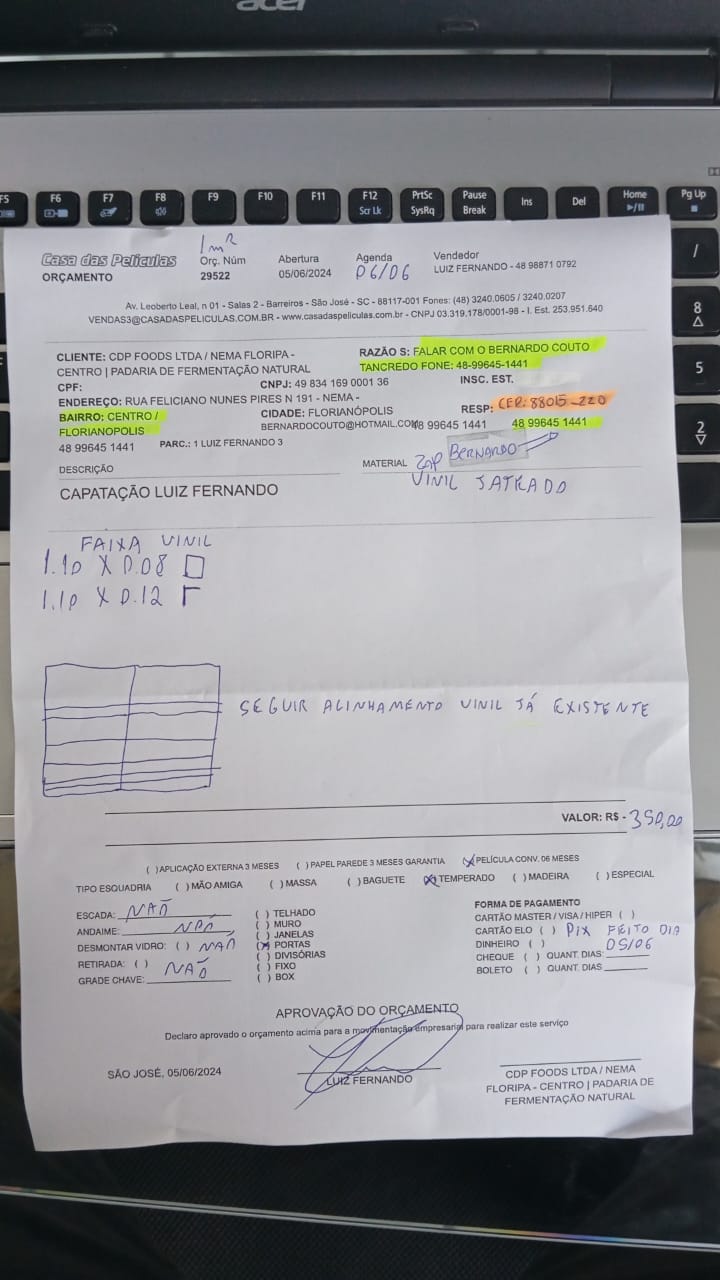 acer
F5
F6
F7
F8
F9
F10
F11
F12
Scr Lk
PrtSc
SysRq
Pause
Break
Ins
Del
Home
Pg Up
/
8
5
2
1m²
Casa das Películas
ORÇAMENTO
Orç. Núm
29522
Abertura
05/06/2024
Agenda
06/06
Vendedor
LUIZ FERNANDO - 48 98871 0792
Av. Leoberto Leal, n 01 - Salas 2 - Barreiros - São José - SC - 88117-001 Fones: (48) 3240.0605 / 3240.0207
VENDAS3@CASADASPELICULAS.COM.BR - www.casadaspeliculas.com.br - CNPJ 03.319.178/0001-98 - I. Est. 253.951.640
CLIENTE: CDP FOODS LTDA / NEMA FLORIPA -
CENTRO | PADARIA DE FERMENTAÇÃO NATURAL
RAZÃO S: FALAR COM O BERNARDO COUTO
TANCREDO FONE: 48-99645-1441
CPF:
CNPJ: 49 834 169 0001 36
INSC. EST.
ENDEREÇO: RUA FELICIANO NUNES PIRES N 191 - NEMA -
BAIRRO: CENTRO /
FLORIANOPOLIS
CIDADE: FLORIANÓPOLIS
RESP: CEP: 88015-220
BERNARDOCOUTO@HOTMAIL.COM
48 99645 1441
48 99645 1441
48 99645 1441
PARC.: 1 LUIZ FERNANDO 3
DESCRIÇÃO
MATERIAL
ZAP BERNARDO
VINIL JATEADO
CAPATAÇÃO LUIZ FERNANDO
FAIXA VINIL
1.10 X 0.08
1.10 X 0.12
SEGUIR ALINHAMENTO VINIL JÁ EXISTENTE
VALOR: R$ - 350,00
( )APLICAÇÃO EXTERNA 3 MESES ( ) PAPEL PAREDE 3 MESES GARANTIA (X)PELÍCULA CONV. 06 MESES
TIPO ESQUADRIA ( ) MÃO AMIGA ( ) MASSA ( ) BAGUETE (X) TEMPERADO ( ) MADEIRA ( ) ESPECIAL
ESCADA: NAÕ
ANDAIME: NAÕ
DESMONTAR VIDRO: ( ) NAÕ
RETIRADA: ( )
GRADE CHAVE: NAÕ
( ) TELHADO
( ) MURO
( ) JANELAS
(X) PORTAS
( ) DIVISÓRIAS
( ) FIXO
( ) BOX
FORMA DE PAGAMENTO
CARTÃO MASTER / VISA / HIPER ( )
CARTÃO ELO ( ) PIX FEITO DIA
DINHEIRO ( ) 05/06
CHEQUE ( ) QUANT. DIAS:
BOLETO ( ) QUANT. DIAS
APROVAÇÃO DO ORÇAMENTO
Declaro aprovado o orçamento acima para a movimentação empresarial para realizar este serviço
SÃO JOSÉ, 05/06/2024
LUIZ FERNANDO
CDP FOODS LTDA / NEMA
FLORIPA - CENTRO | PADARIA DE
FERMENTAÇÃO NATURAL